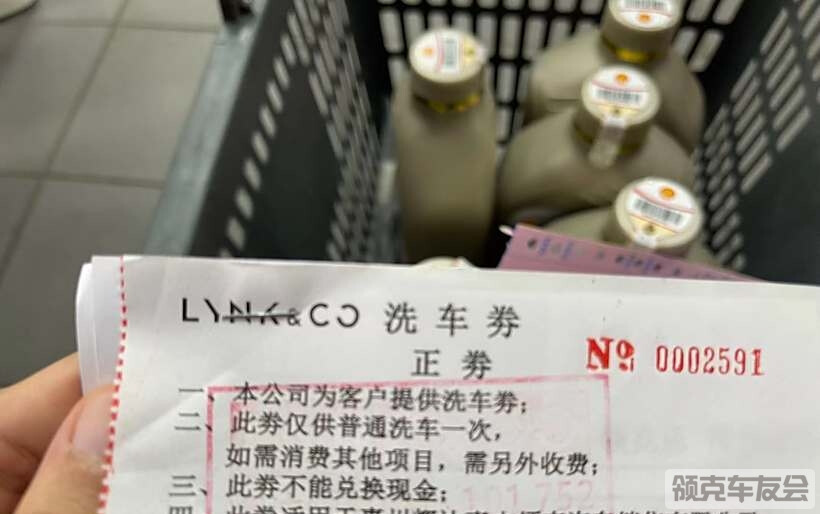 LYNK&CO 洗车券
正券
No 0002591
一、本公司为客户提供洗车券;
二、此券仅供普通洗车一次,
如需消费其他项目,需另外收费;
三、此券不能兑换现金;
领克车友会